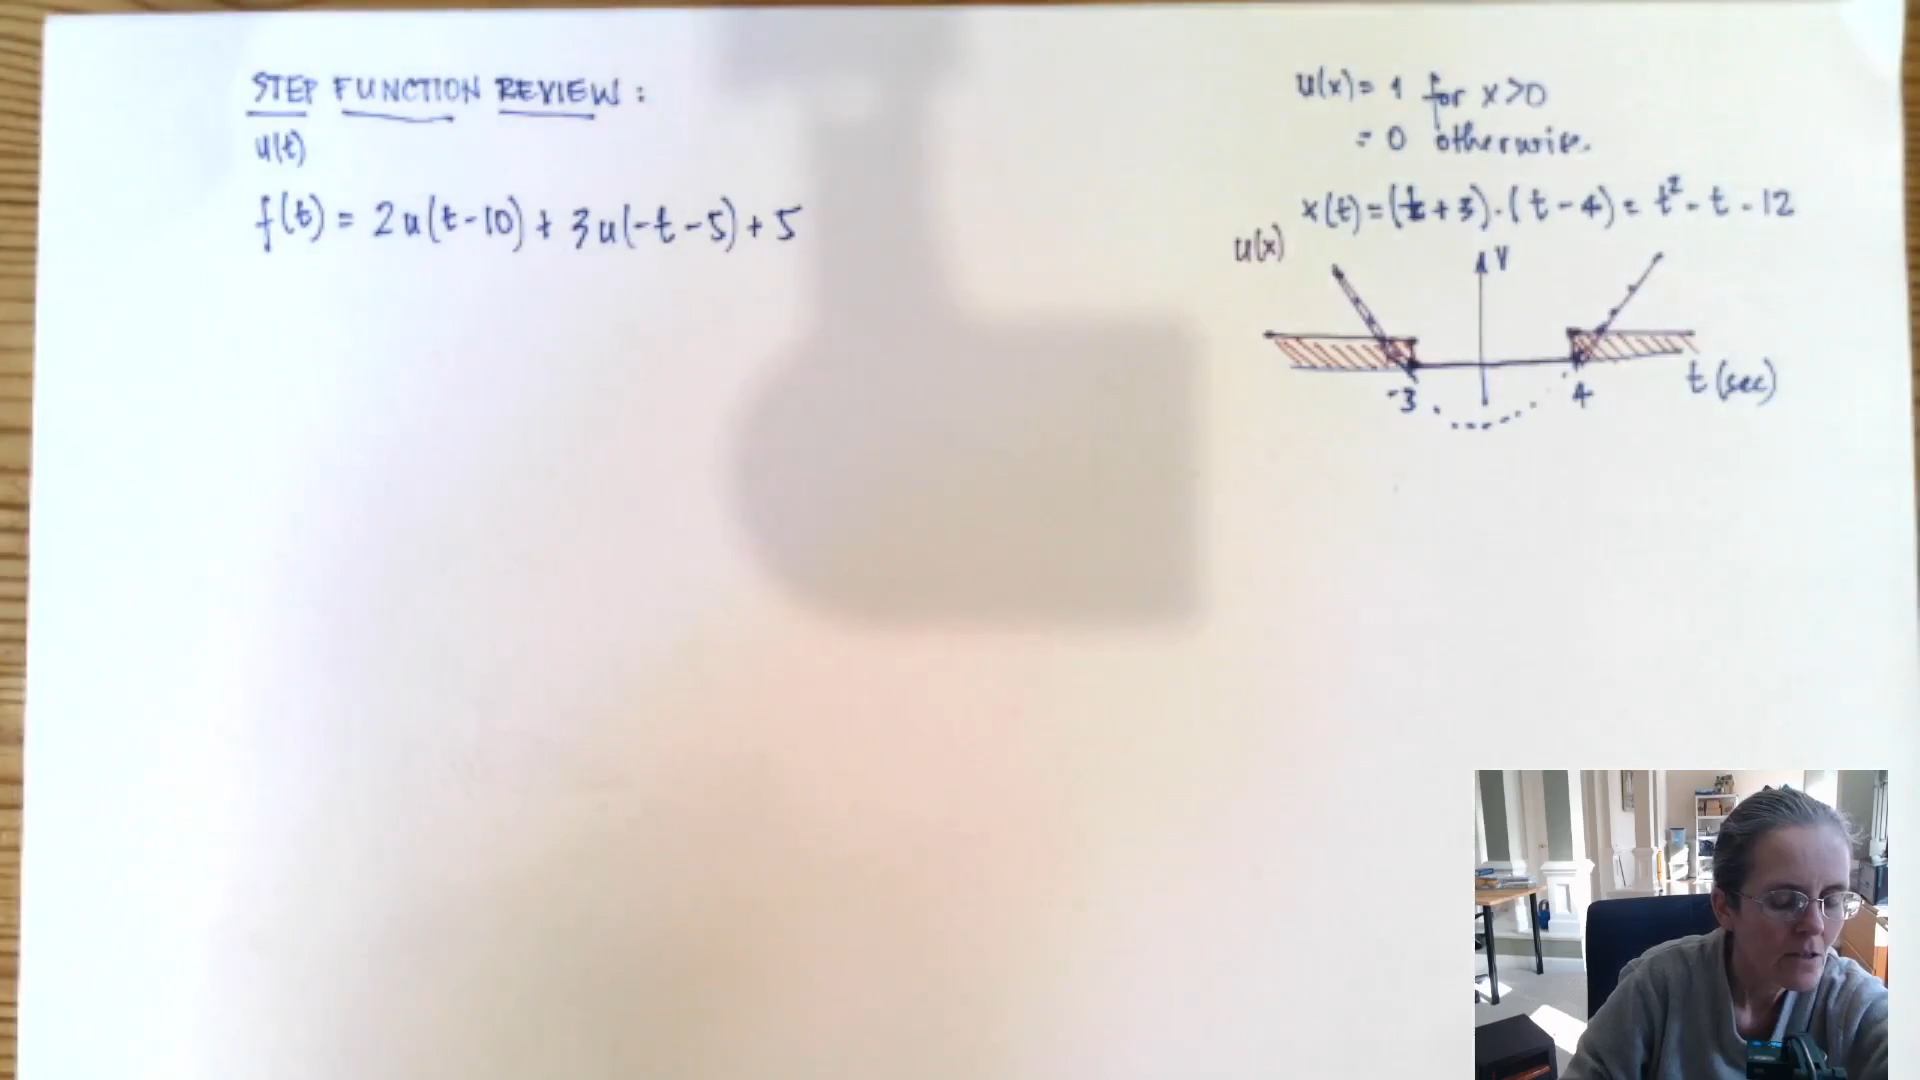 STEP FUNCTION REVIEW :
u(t)
f(t) = 2u(t-10) + 3u(-t-5) + 5
u(x) = 1 for x>0
= 0 otherwise.
x(t) = (t+3)·(t-4) = t² - t - 12
u(x)
V
-3
4
t (sec)